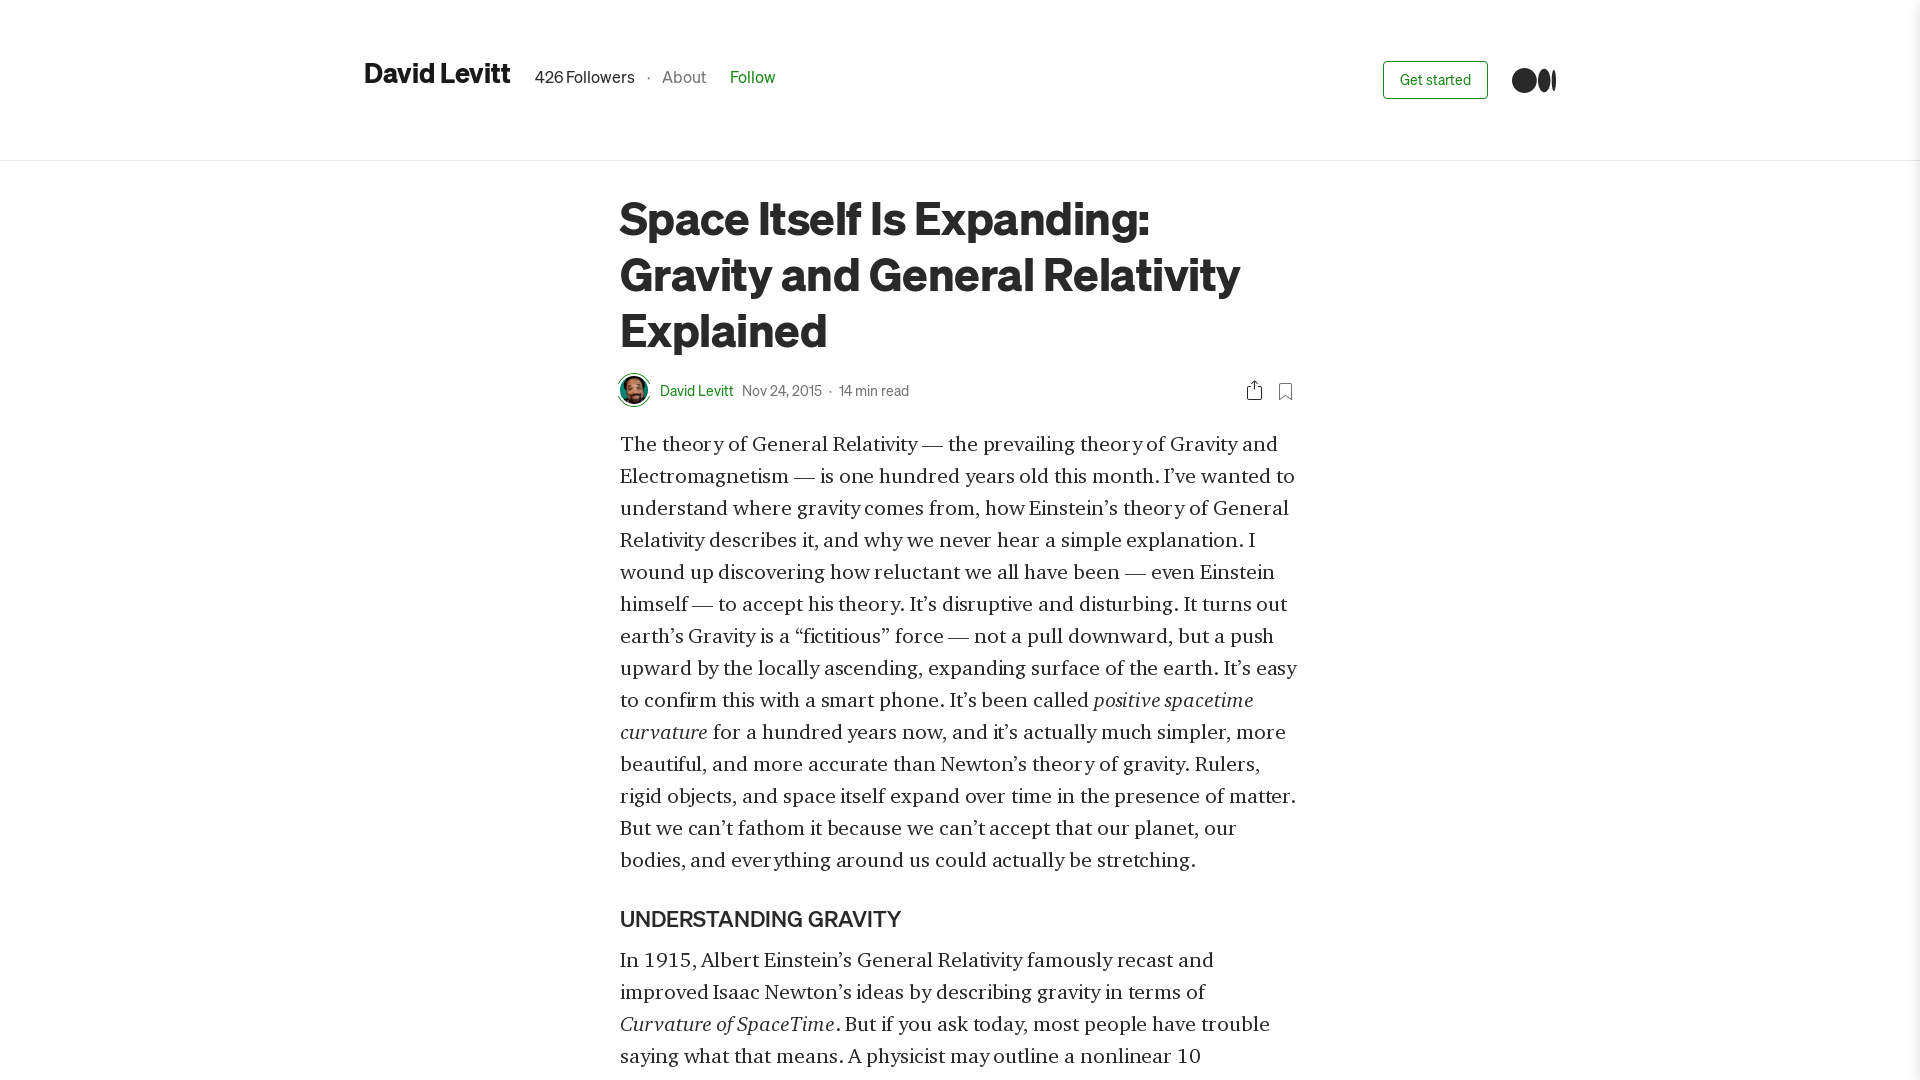 David Levitt
426 Followers · About Follow
Get started
Space Itself Is Expanding:
Gravity and General Relativity
Explained
David Levitt Nov 24, 2015 · 14 min read
The theory of General Relativity — the prevailing theory of Gravity and
Electromagnetism — is one hundred years old this month. I’ve wanted to
understand where gravity comes from, how Einstein’s theory of General
Relativity describes it, and why we never hear a simple explanation. I
wound up discovering how reluctant we all have been — even Einstein
himself — to accept his theory. It’s disruptive and disturbing. It turns out
earth’s Gravity is a “fictitious” force — not a pull downward, but a push
upward by the locally ascending, expanding surface of the earth. It’s easy
to confirm this with a smart phone. It’s been called positive spacetime
curvature for a hundred years now, and it’s actually much simpler, more
beautiful, and more accurate than Newton’s theory of gravity. Rulers,
rigid objects, and space itself expand over time in the presence of matter.
But we can’t fathom it because we can’t accept that our planet, our
bodies, and everything around us could actually be stretching.
UNDERSTANDING GRAVITY
In 1915, Albert Einstein’s General Relativity famously recast and
improved Isaac Newton’s ideas by describing gravity in terms of
Curvature of SpaceTime. But if you ask today, most people have trouble
saying what that means. A physicist may outline a nonlinear 10